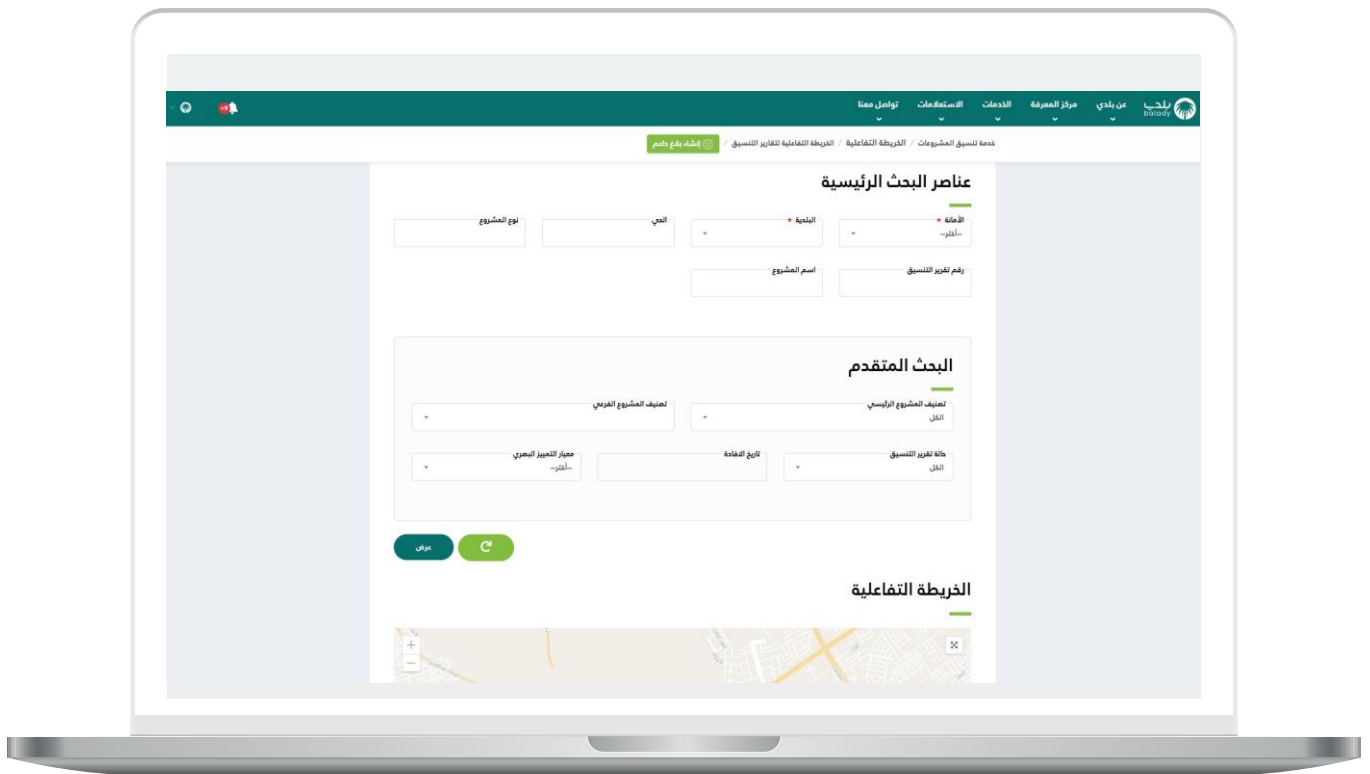 بلدي balady عن بلدي مركز المعرفة الخدمات الاستعلامات تواصل معنا
خدمة تنسيق المشروعات / الخريطة التفاعلية / الخريطة التفاعلية لتقارير التنسيق / إنشاء بلاغ داعم
عناصر البحث الرئيسية
الأمانة * البلدية * الحي نوع المشروع
--أختر--
رقم تقرير التنسيق اسم المشروع
البحث المتقدم
تصنيف المشروع الرئيسي تصنيف المشروع الفرعي
الكل
حالة تقرير التنسيق تاريخ الافادة معيار التمييز البصري
الكل --أختر--
عرض
الخريطة التفاعلية